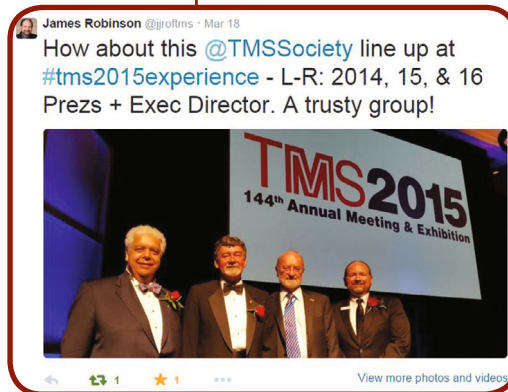 James Robinson @jjroftms · Mar 18
How about this @TMSSociety line up at
#tms2015experience - L-R: 2014, 15, & 16
Prezs + Exec Director. A trusty group!
TMS2015
144th Annual Meeting & Exhibition
1 1
View more photos and videos